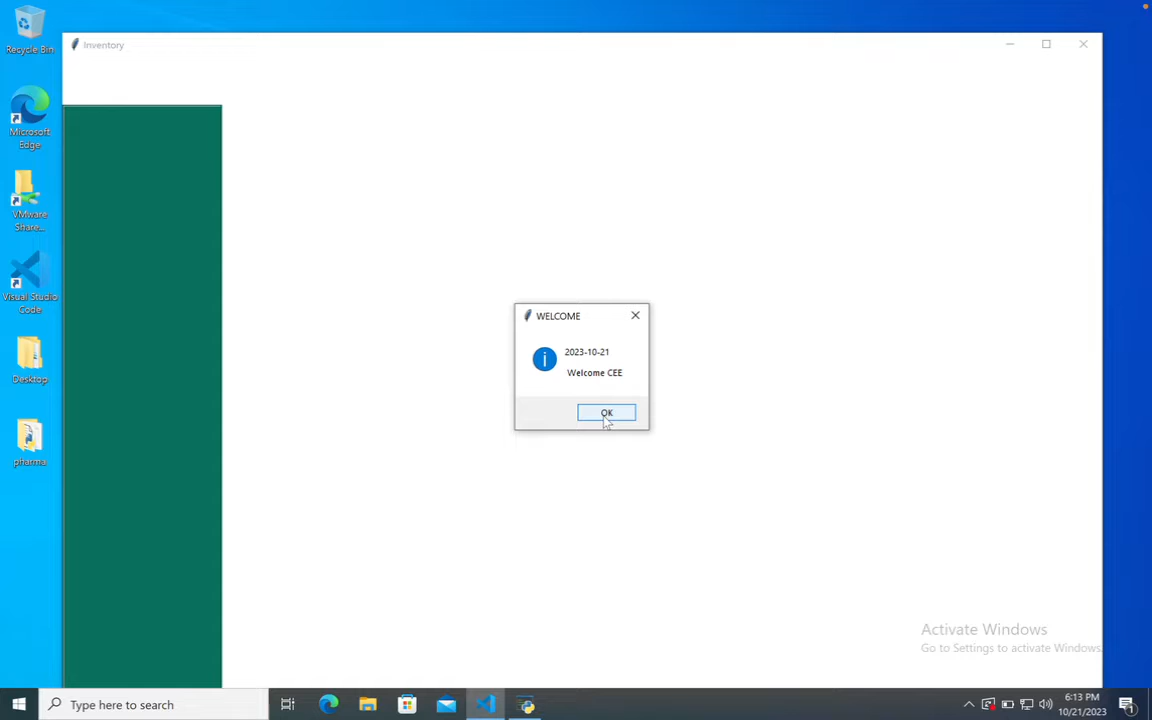 Recycle Bin
Microsoft
Edge
VMware
Share...
Visual Studio
Code
Desktop
pharma
Inventory
WELCOME
2023-10-21
Welcome CEE
OK
Activate Windows
Go to Settings to activate Windows.
Type here to search
6:13 PM
10/21/2023
1